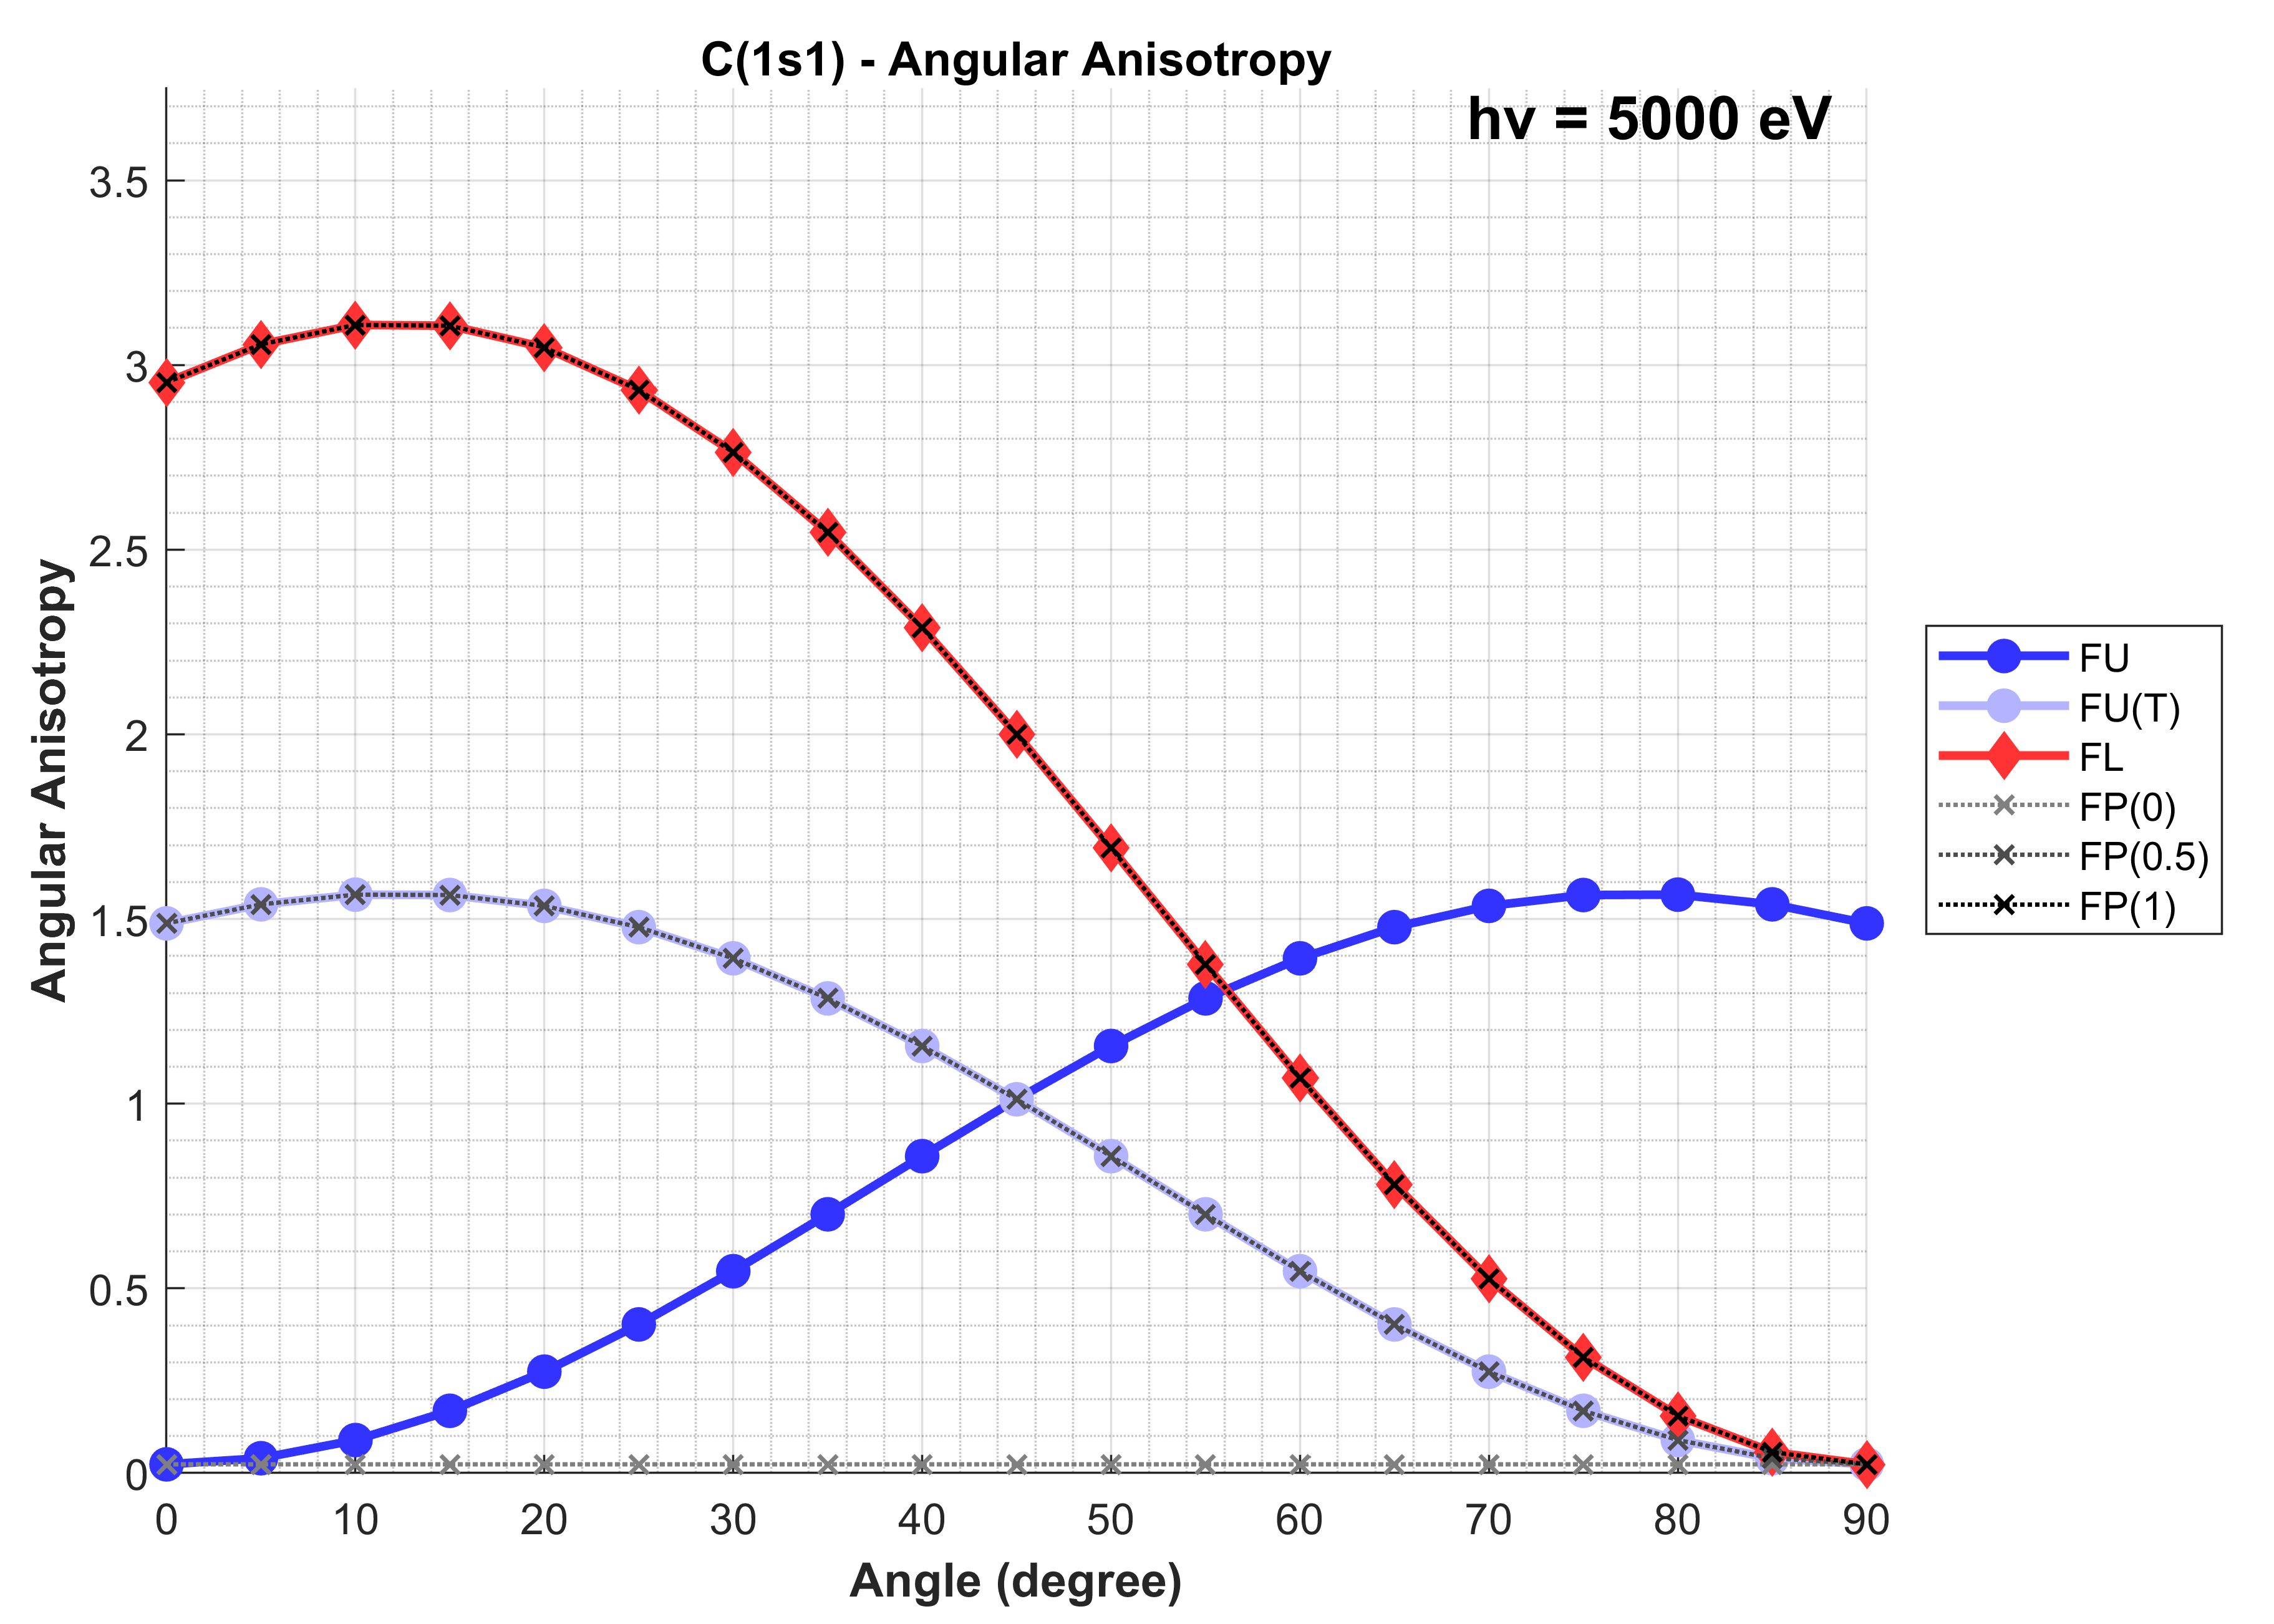 C(1s1) - Angular Anisotropy
hν = 5000 eV
3.5
3
2.5
2
1.5
1
0.5
0
0 10 20 30 40 50 60 70 80 90
Angular Anisotropy
Angle (degree)
FU
FU(T)
FL
FP(0)
FP(0.5)
FP(1)